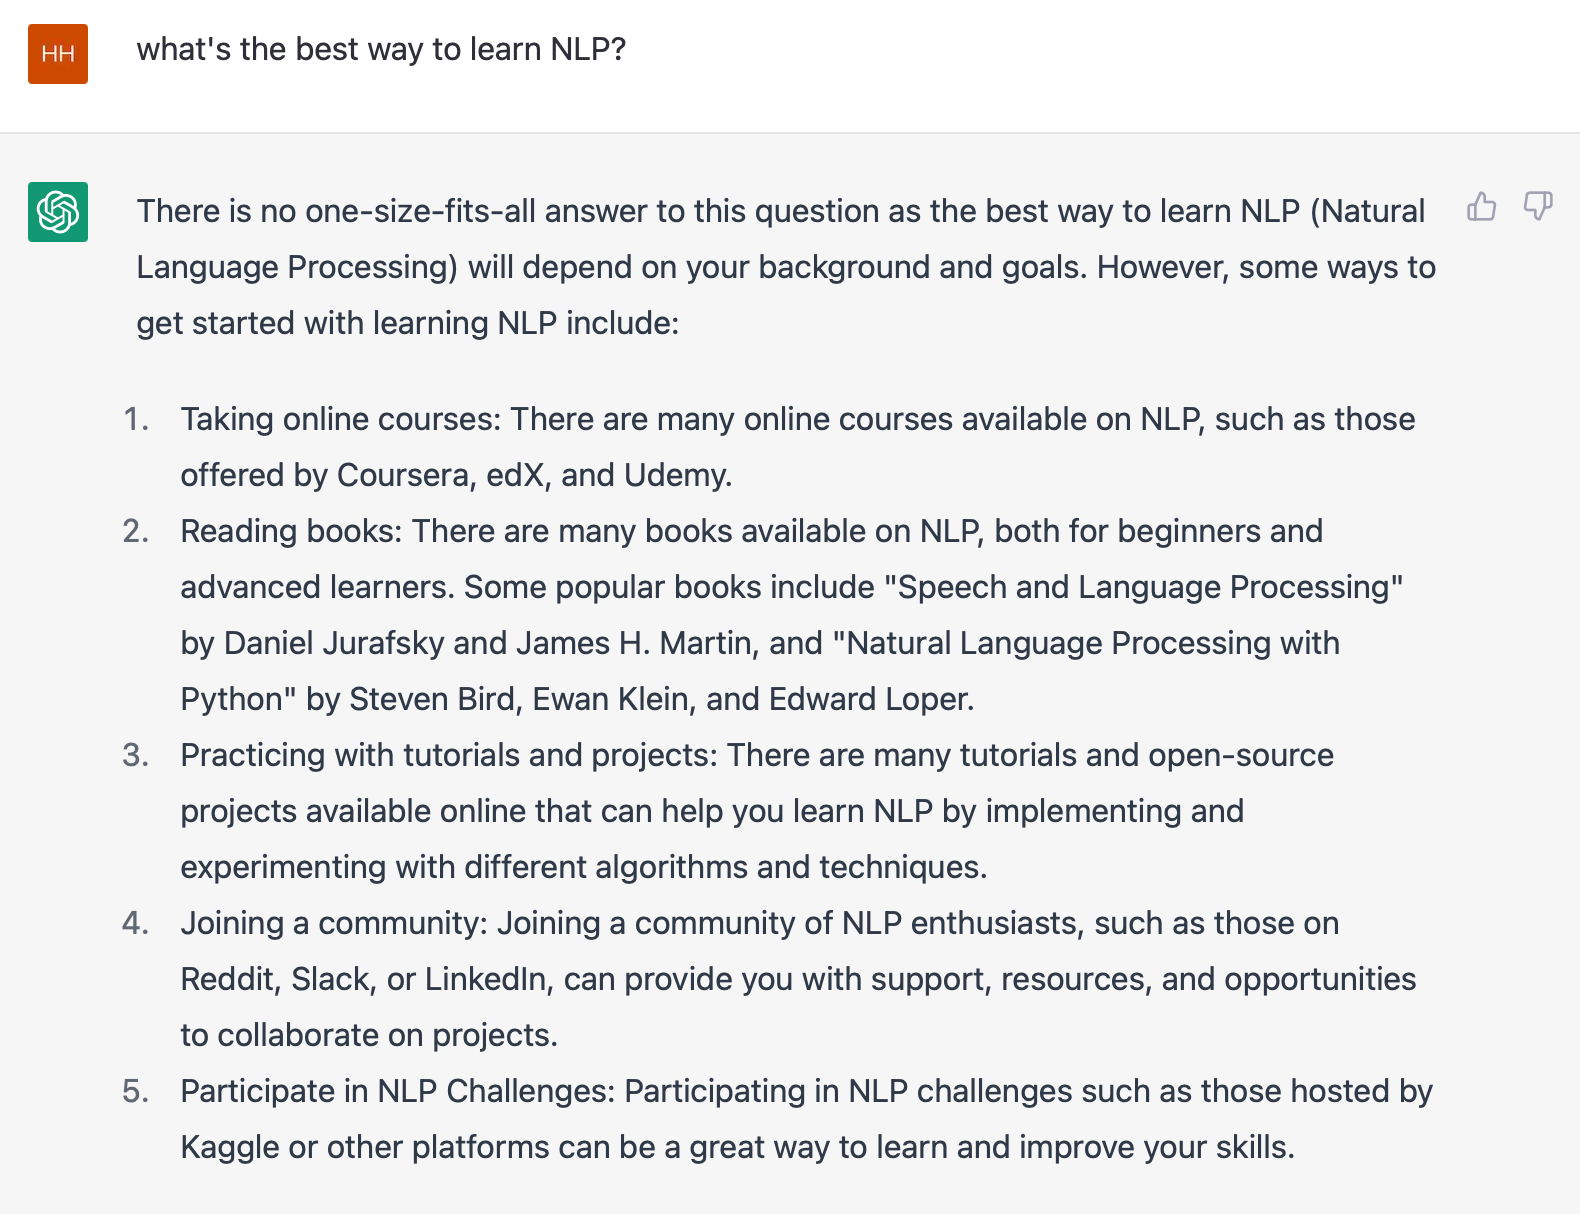 HH
what's the best way to learn NLP?
There is no one-size-fits-all answer to this question as the best way to learn NLP (Natural
Language Processing) will depend on your background and goals. However, some ways to
get started with learning NLP include:
1. Taking online courses: There are many online courses available on NLP, such as those
offered by Coursera, edX, and Udemy.
2. Reading books: There are many books available on NLP, both for beginners and
advanced learners. Some popular books include "Speech and Language Processing"
by Daniel Jurafsky and James H. Martin, and "Natural Language Processing with
Python" by Steven Bird, Ewan Klein, and Edward Loper.
3. Practicing with tutorials and projects: There are many tutorials and open-source
projects available online that can help you learn NLP by implementing and
experimenting with different algorithms and techniques.
4. Joining a community: Joining a community of NLP enthusiasts, such as those on
Reddit, Slack, or LinkedIn, can provide you with support, resources, and opportunities
to collaborate on projects.
5. Participate in NLP Challenges: Participating in NLP challenges such as those hosted by
Kaggle or other platforms can be a great way to learn and improve your skills.